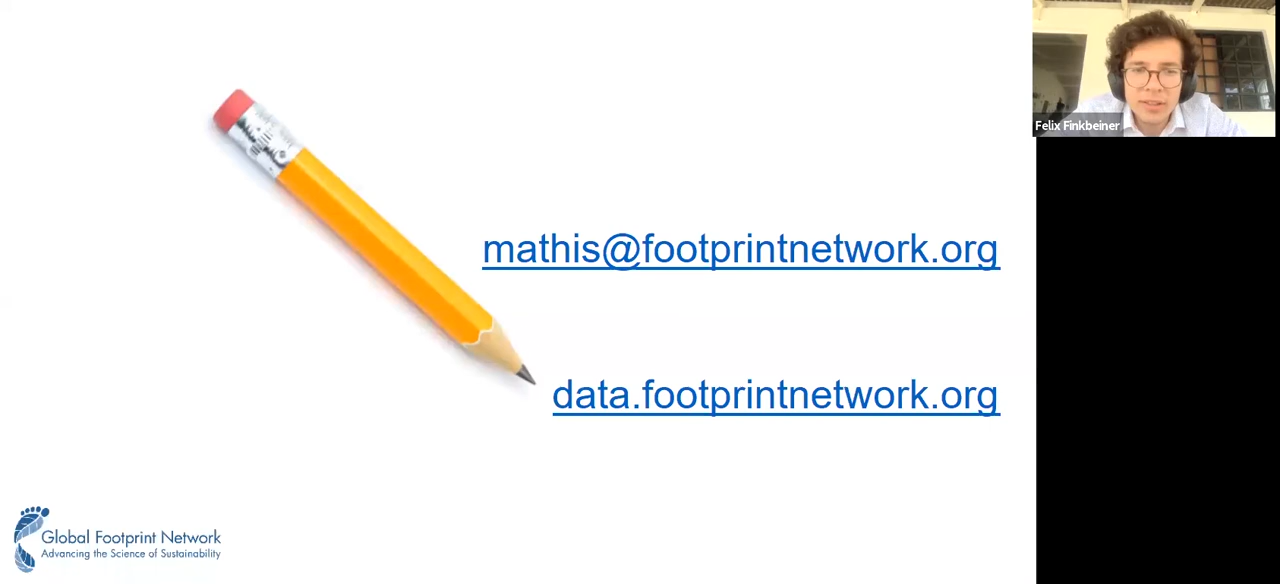 Felix Finkbeiner
mathis@footprintnetwork.org
data.footprintnetwork.org
Global Footprint Network
Advancing the Science of Sustainability